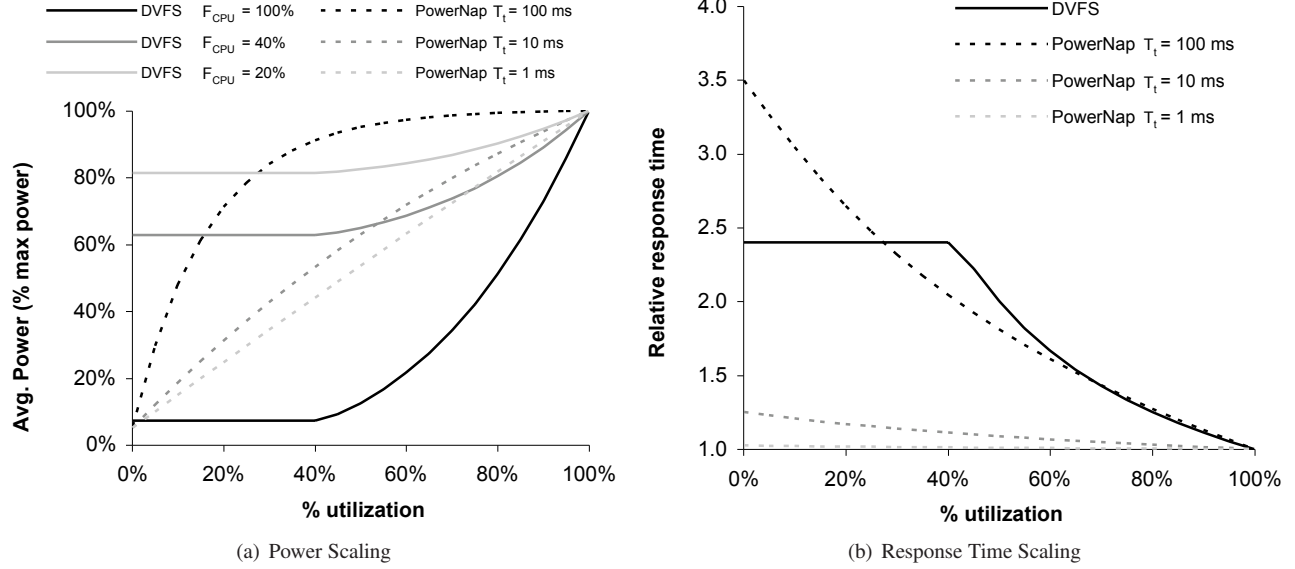 DVFS F_CPU = 100% PowerNap T_t = 100 ms
DVFS F_CPU = 40% PowerNap T_t = 10 ms
DVFS F_CPU = 20% PowerNap T_t = 1 ms
100%
80%
60%
40%
20%
0%
Avg. Power (% max power)
0% 20% 40% 60% 80% 100%
% utilization
(a) Power Scaling
DVFS
PowerNap T_t = 100 ms
PowerNap T_t = 10 ms
PowerNap T_t = 1 ms
4.0
3.5
3.0
2.5
2.0
1.5
1.0
Relative response time
0% 20% 40% 60% 80% 100%
% utilization
(b) Response Time Scaling